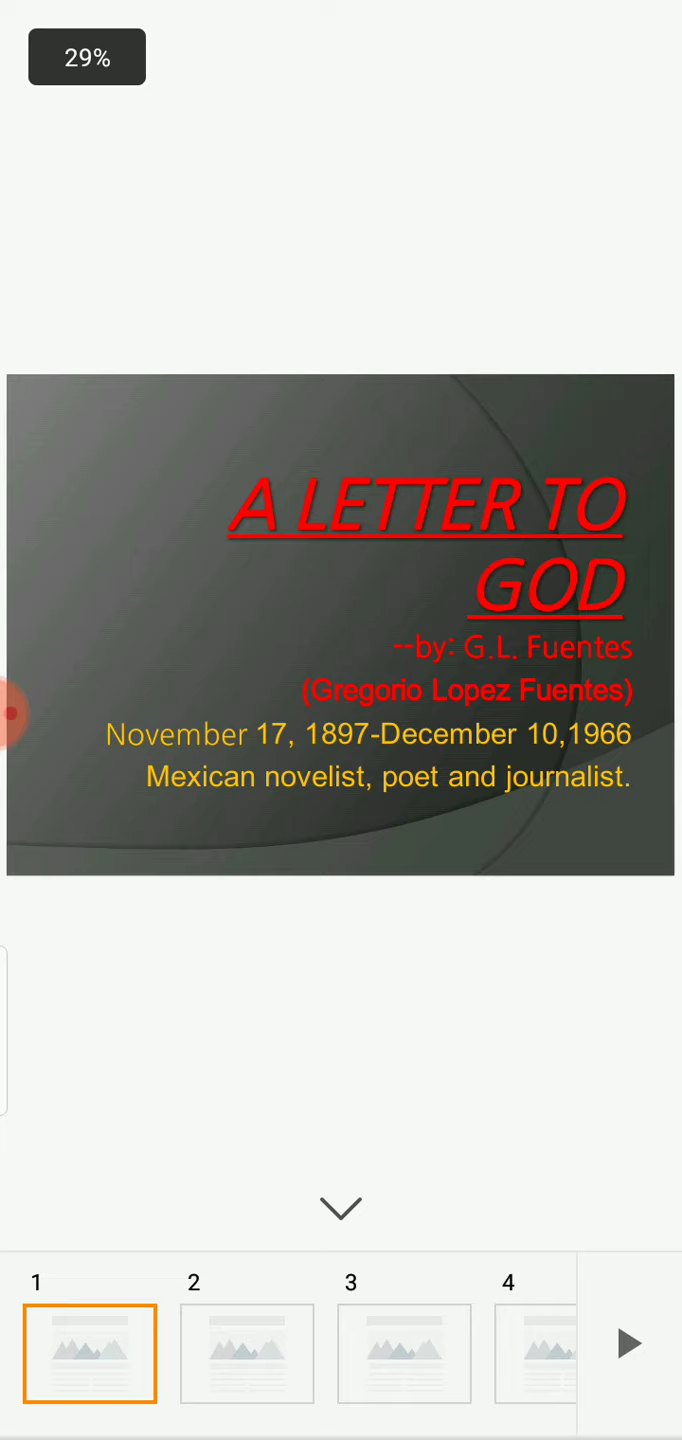 29%
A LETTER TO
GOD
--by: G.L. Fuentes
(Gregorio Lopez Fuentes)
November 17, 1897-December 10,1966
Mexican novelist, poet and journalist.
1 2 3 4